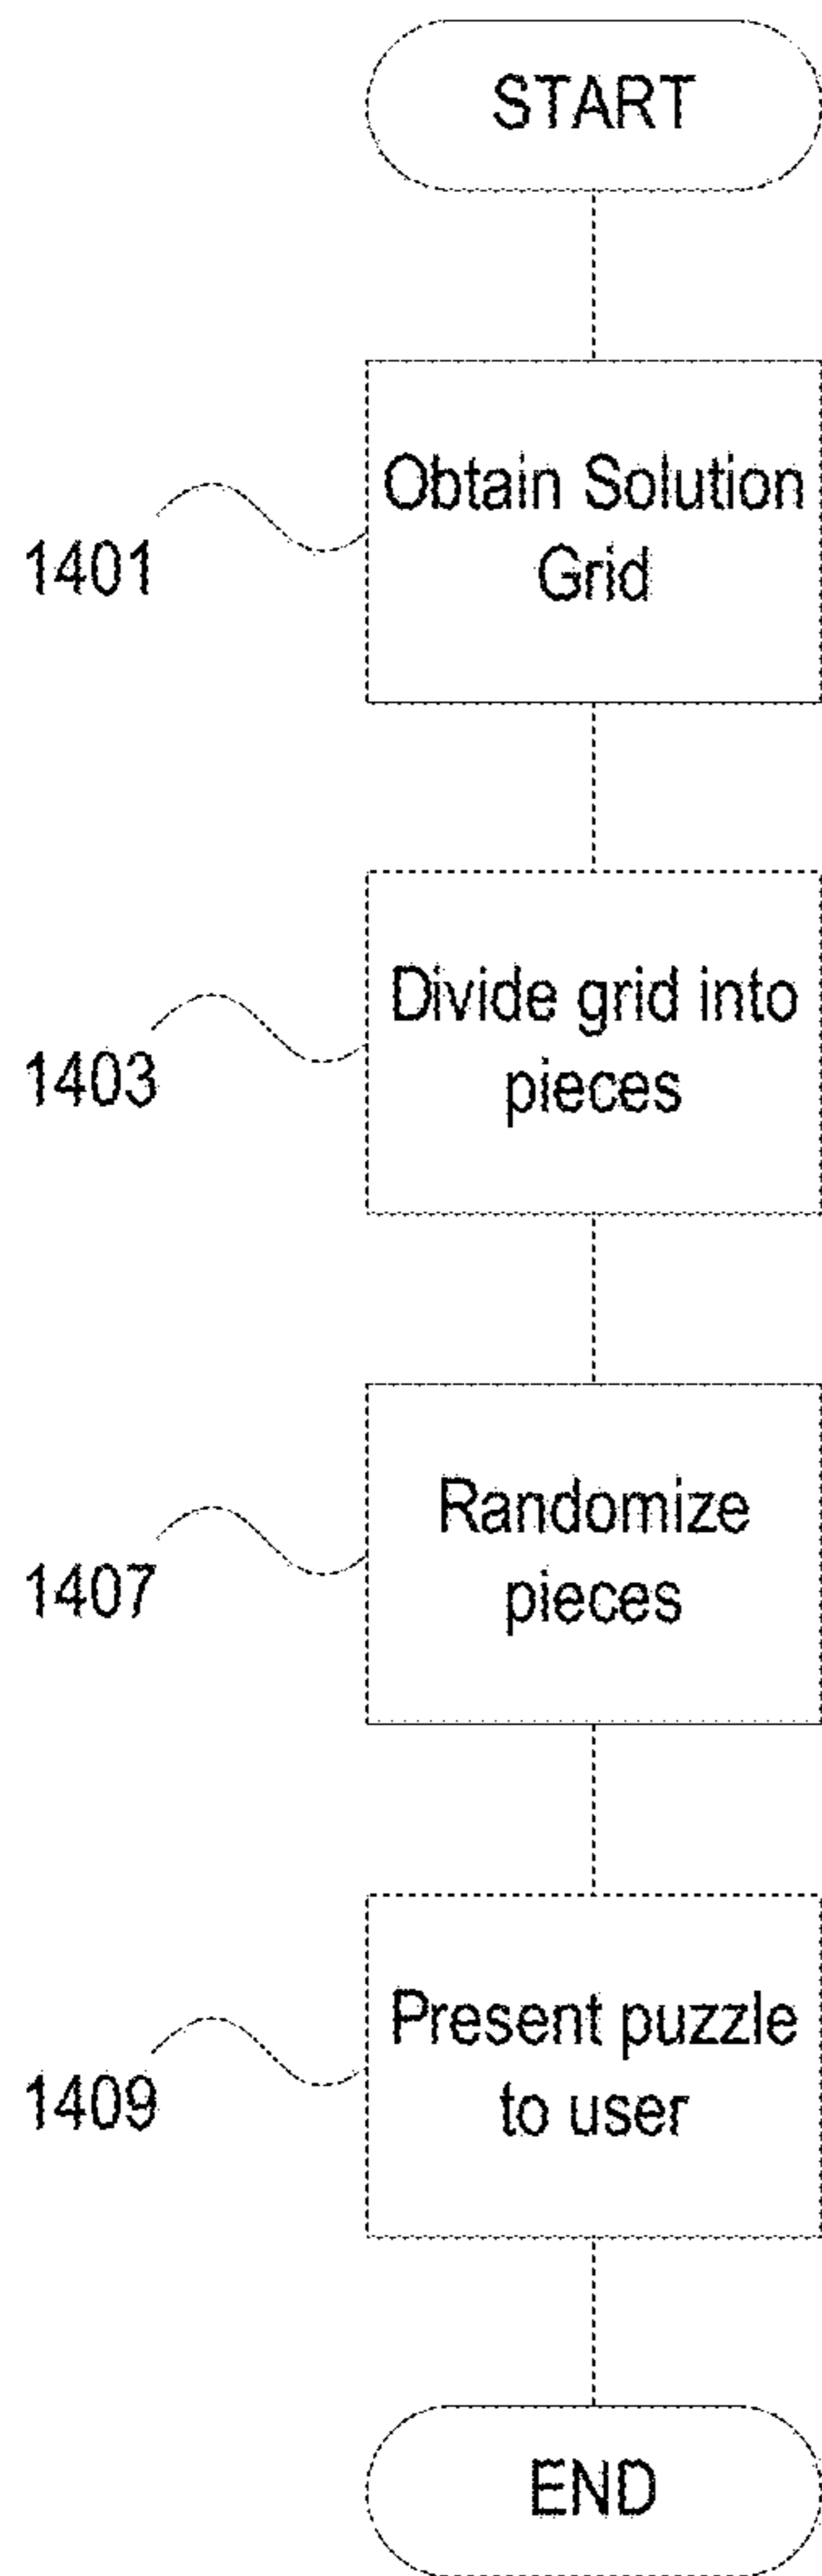 START
Obtain Solution
Grid
1401
Divide grid into
pieces
1403
Randomize
pieces
1407
Present puzzle
to user
1409
END